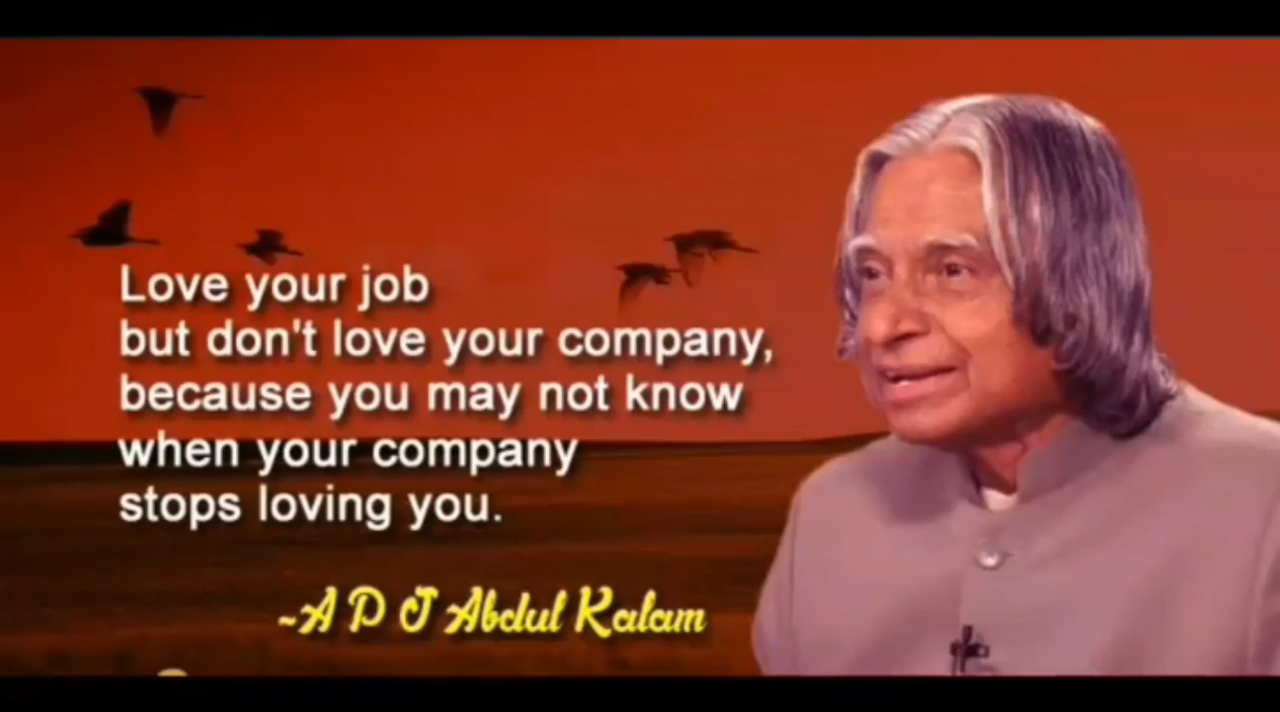 Love your job
but don't love your company,
because you may not know
when your company
stops loving you.
~A P J Abdul Kalam